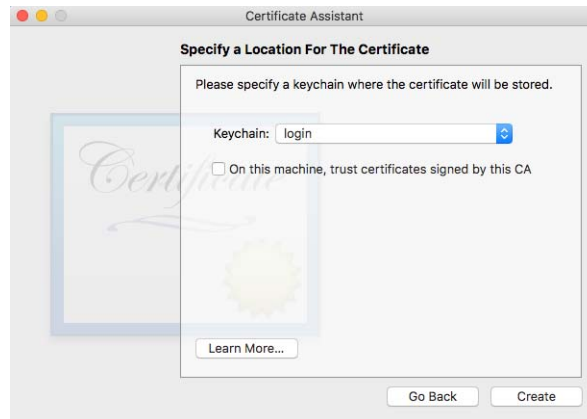 Certificate Assistant
Specify a Location For The Certificate
Please specify a keychain where the certificate will be stored.
Keychain: login
On this machine, trust certificates signed by this CA
Certificate
Learn More...
Go Back
Create